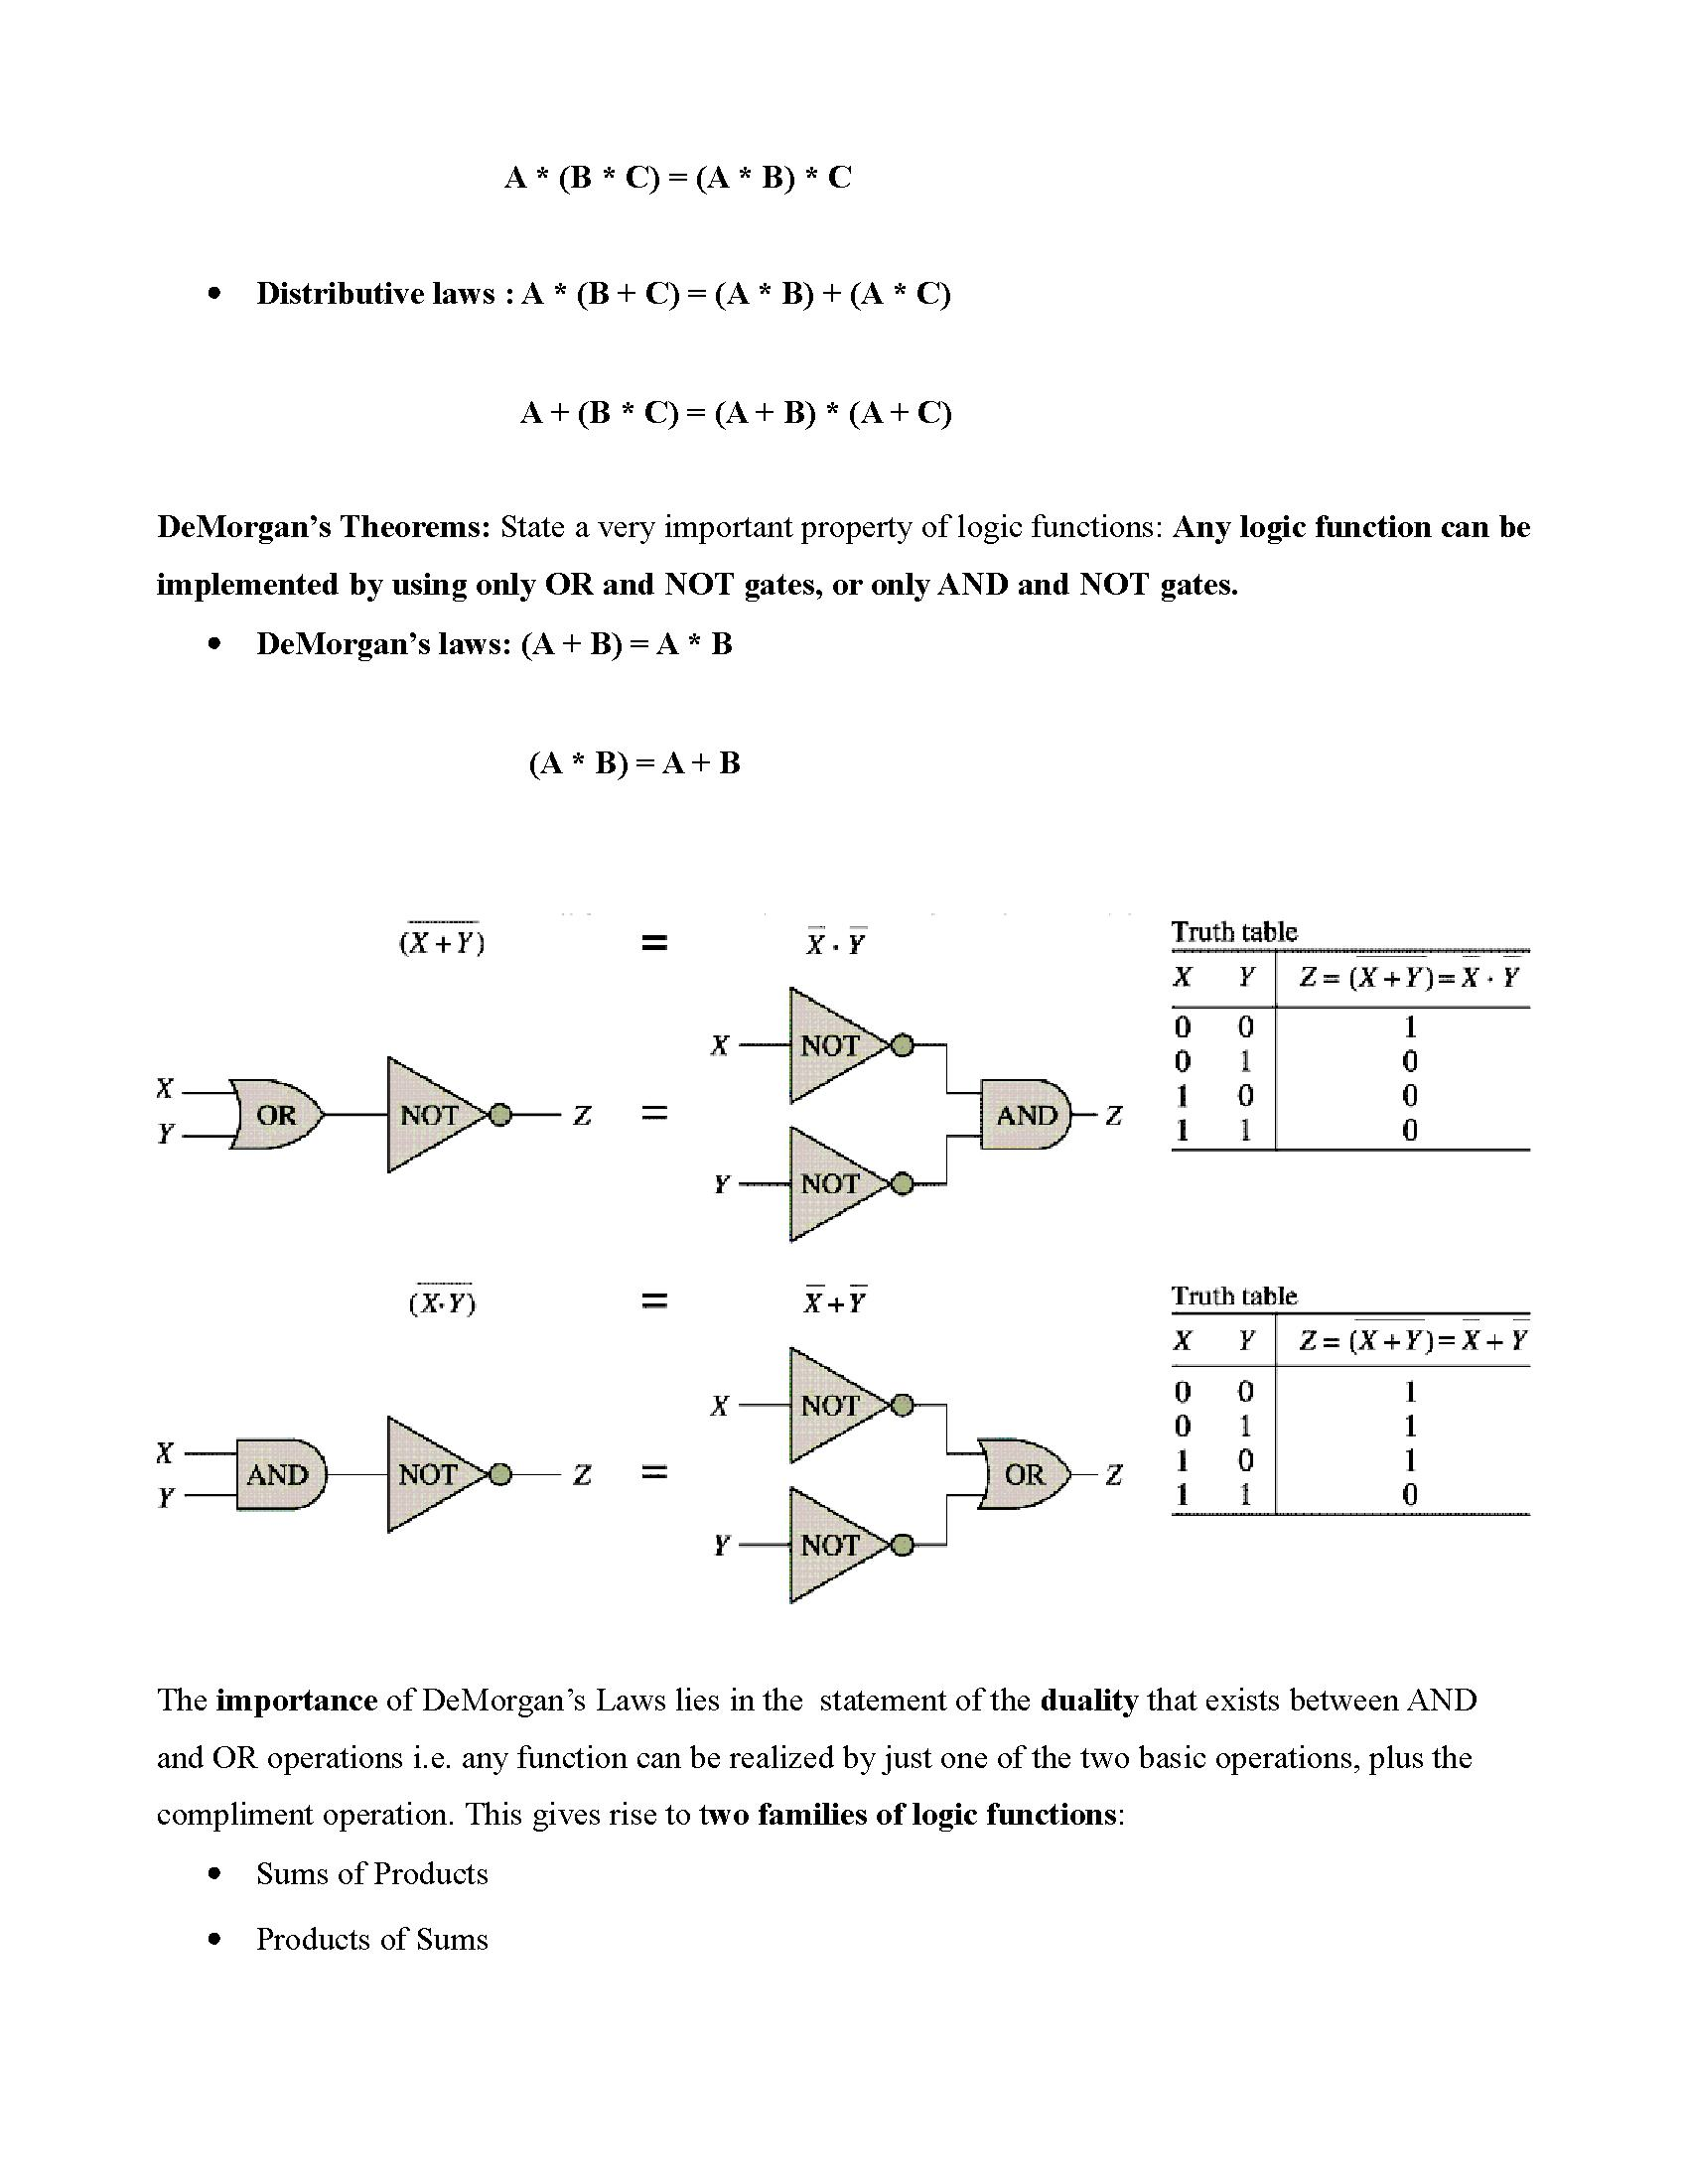 A * (B * C) = (A * B) * C
• Distributive laws : A * (B + C) = (A * B) + (A * C)
A + (B * C) = (A + B) * (A + C)
DeMorgan’s Theorems: State a very important property of logic functions: Any logic function can be
implemented by using only OR and NOT gates, or only AND and NOT gates.
• DeMorgan’s laws: (A + B) = A * B
(A * B) = A + B
(X̅ ̅+̅ ̅Y̅) = X̅ · Y̅
X
Y
OR
NOT
Z
=
X
NOT
Y
NOT
AND
Z
Truth table
X Y Z = (X̅ ̅+̅ ̅Y̅) = X̅ · Y̅
0 0 1
0 1 0
1 0 0
1 1 0
(X̅·̅Y̅) = X̅ + Y̅
X
Y
AND
NOT
Z
=
X
NOT
Y
NOT
OR
Z
Truth table
X Y Z = (X̅ ̅+̅ ̅Y̅) = X̅ + Y̅
0 0 1
0 1 1
1 0 1
1 1 0
The importance of DeMorgan’s Laws lies in the statement of the duality that exists between AND
and OR operations i.e. any function can be realized by just one of the two basic operations, plus the
compliment operation. This gives rise to two families of logic functions:
• Sums of Products
• Products of Sums